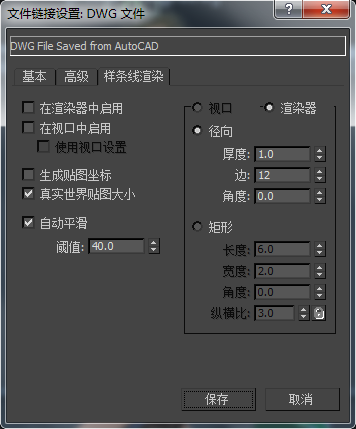 文件链接设置: DWG 文件
DWG File Saved from AutoCAD
基本 高级 样条线渲染
在渲染器中启用
在视口中启用
使用视口设置
生成贴图坐标
真实世界贴图大小
自动平滑
阈值: 40.0
视口 渲染器
径向
厚度: 1.0
边: 12
角度: 0.0
矩形
长度: 6.0
宽度: 2.0
角度: 0.0
纵横比: 3.0
保存 取消